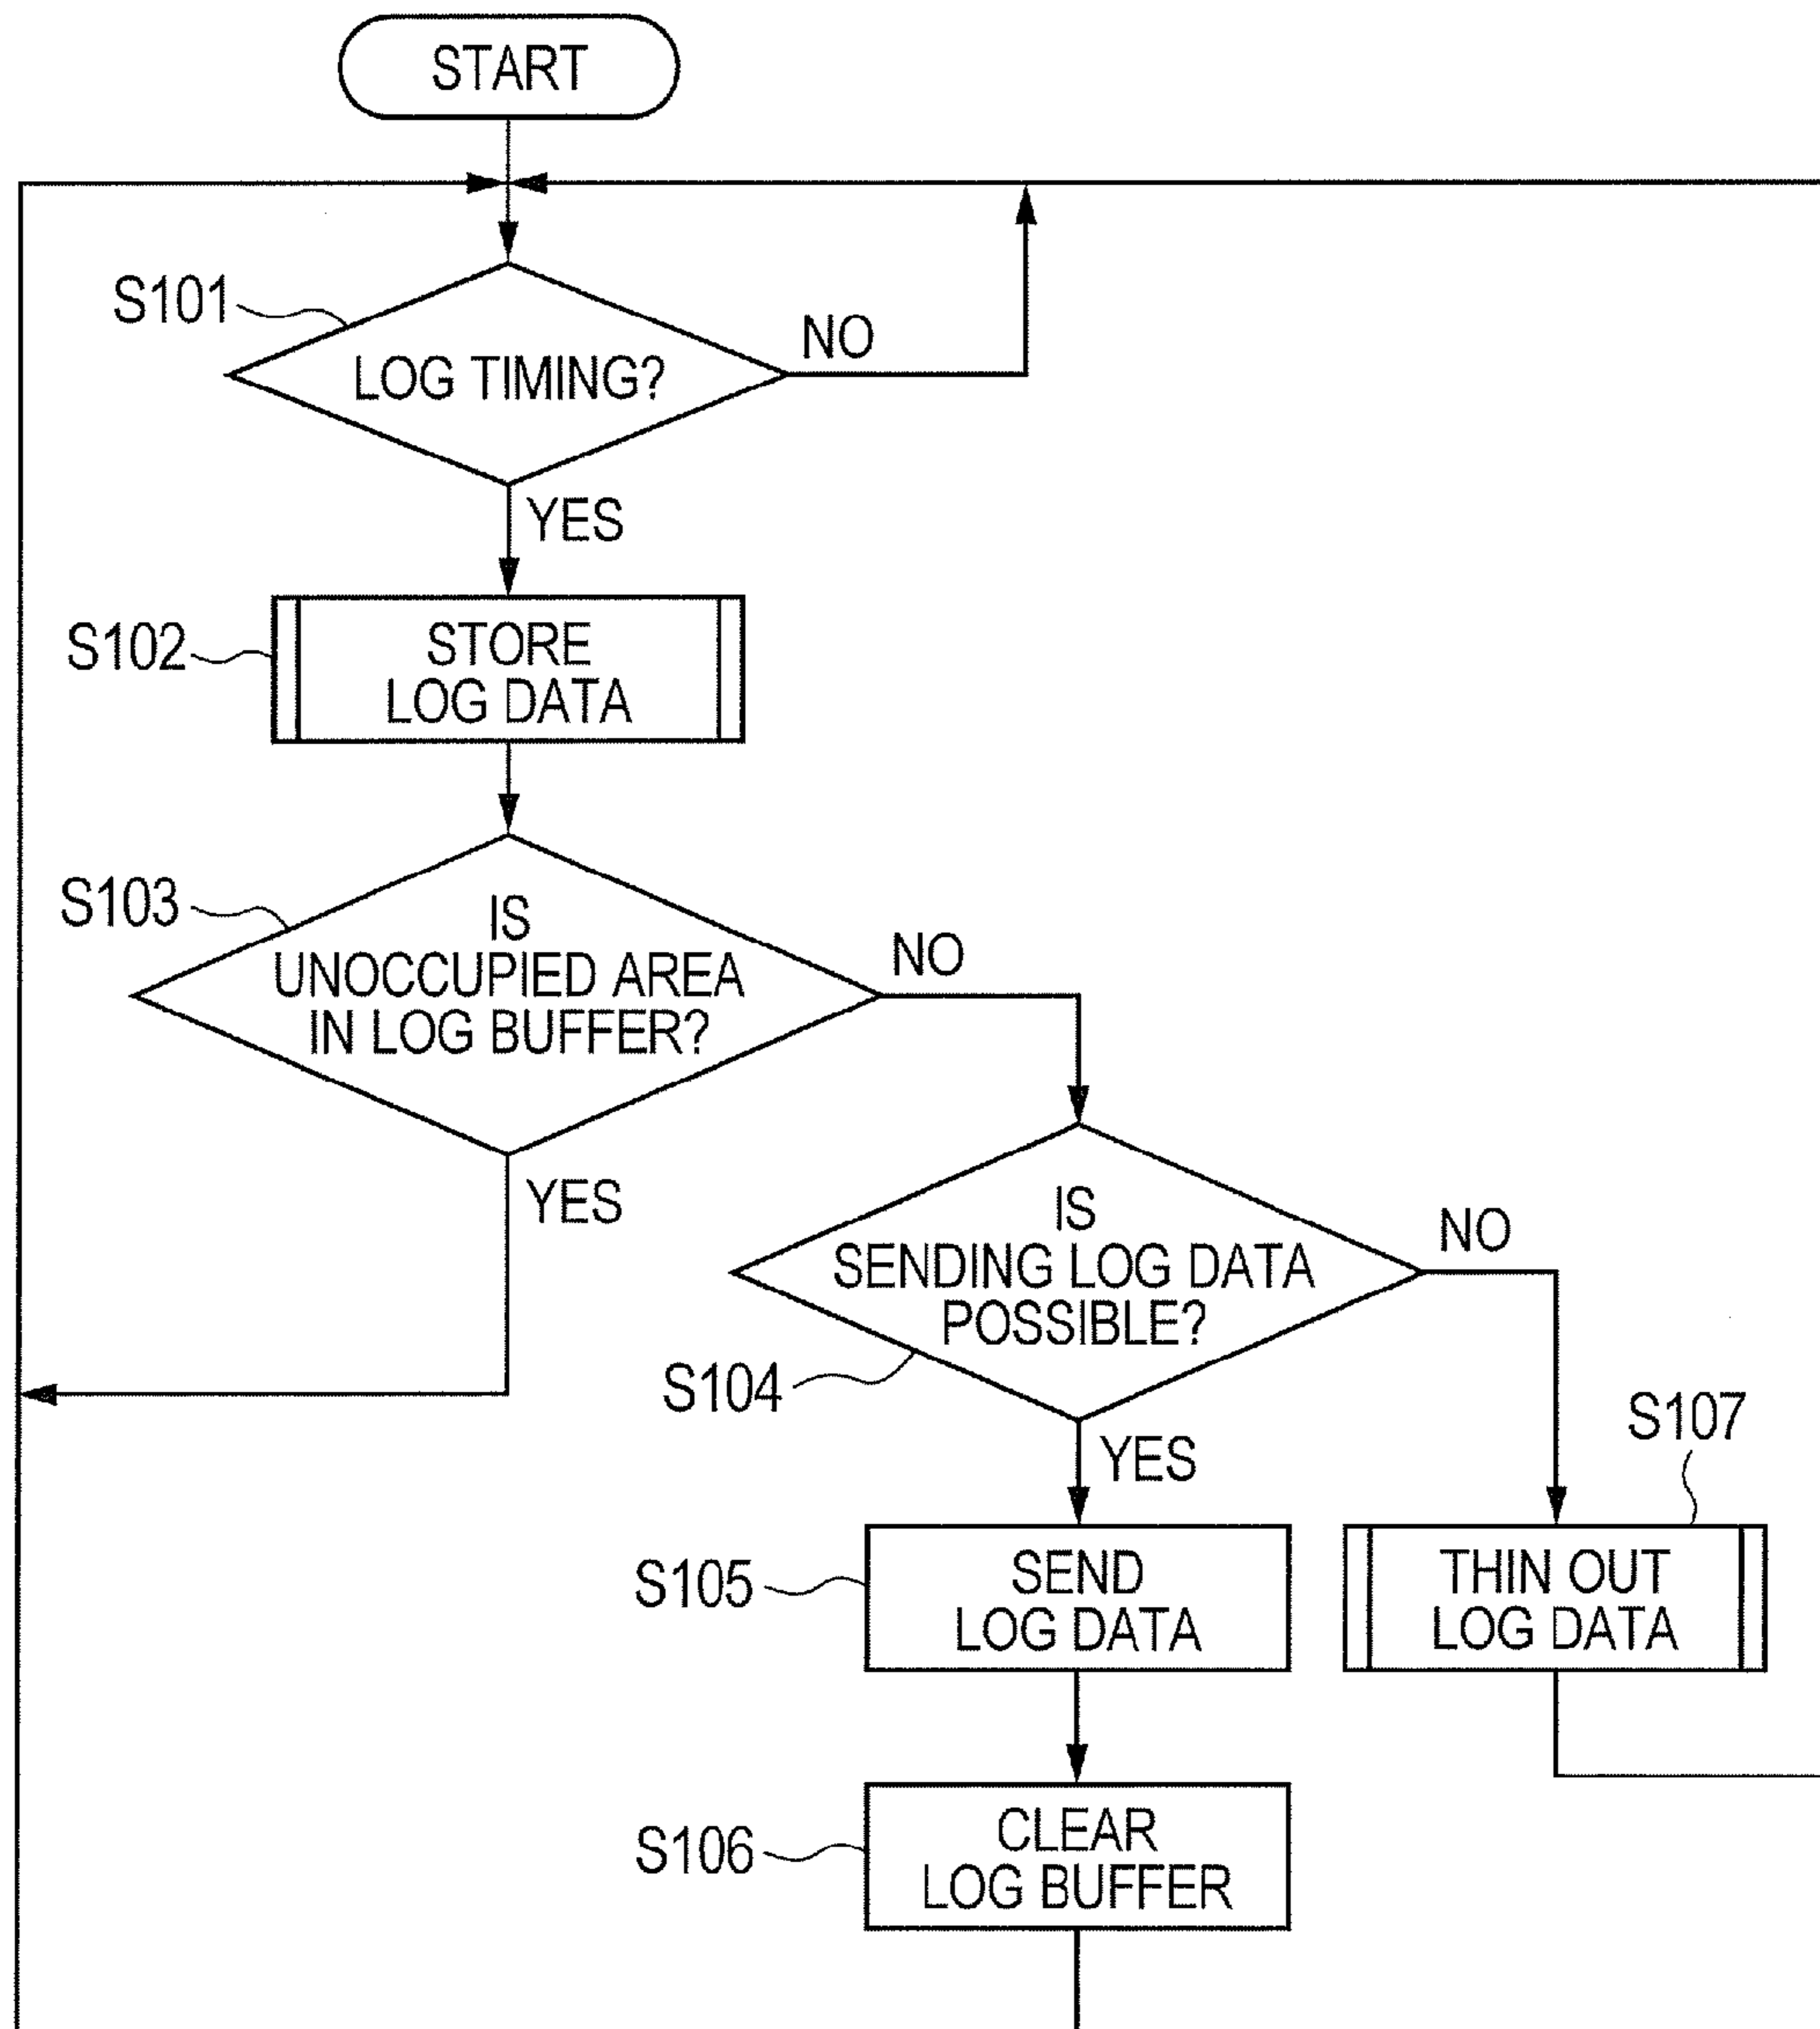 START
S101
LOG TIMING?
NO
YES
S102
STORE
LOG DATA
S103
IS
UNOCCUPIED AREA
IN LOG BUFFER?
NO
YES
IS
SENDING LOG DATA
POSSIBLE?
NO
S104
YES
S107
S105
SEND
LOG DATA
THIN OUT
LOG DATA
S106
CLEAR
LOG BUFFER